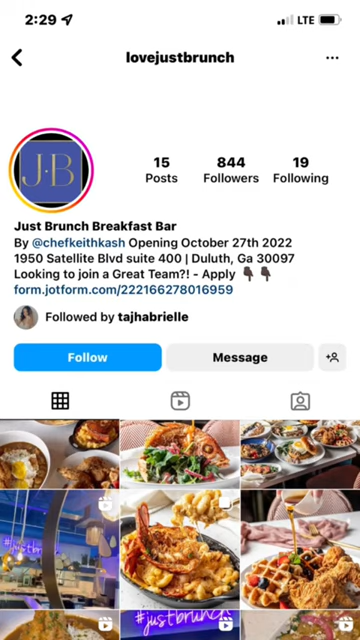 2:29
LTE
lovejustbrunch
J·B
15 844 19
Posts Followers Following
Just Brunch Breakfast Bar
By @chefkeithkash Opening October 27th 2022
1950 Satellite Blvd suite 400 | Duluth, Ga 30097
Looking to join a Great Team?! - Apply 👇🏿👇🏿
form.jotform.com/222166278016959
Followed by tajhabrielle
Follow Message
#justbrunch
#justbrunch